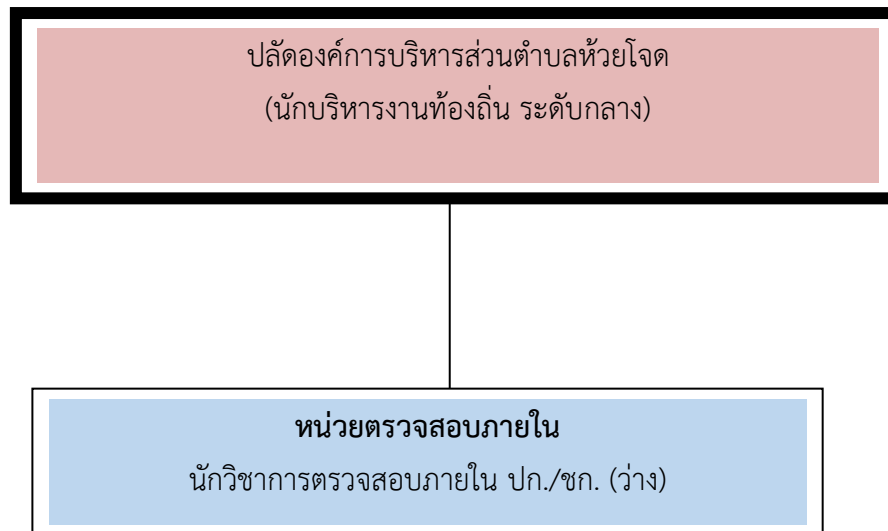 ปลัดองค์การบริหารส่วนตำบลห้วยโจด
(นักบริหารงานท้องถิ่น ระดับกลาง)
หน่วยตรวจสอบภายใน
นักวิชาการตรวจสอบภายใน ปก./ชก. (ว่าง)